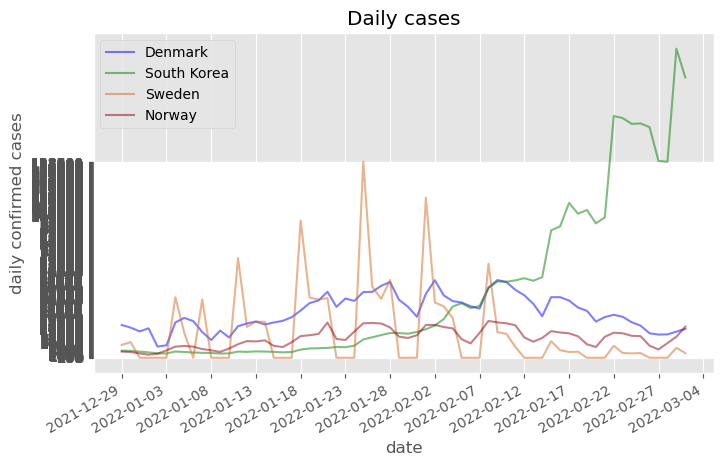 Daily cases
Denmark
South Korea
Sweden
Norway
daily confirmed cases
2021-12-29
2022-01-03
2022-01-08
2022-01-13
2022-01-18
2022-01-23
2022-01-28
2022-02-02
2022-02-07
2022-02-12
2022-02-17
2022-02-22
2022-02-27
2022-03-04
date